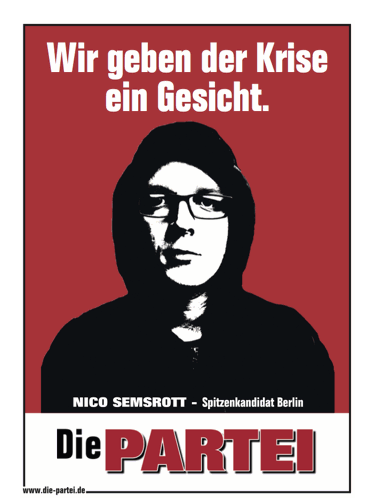 Wir geben der Krise
ein Gesicht.
NICO SEMSROTT - Spitzenkandidat Berlin
Die PARTEI
www.die-partei.de